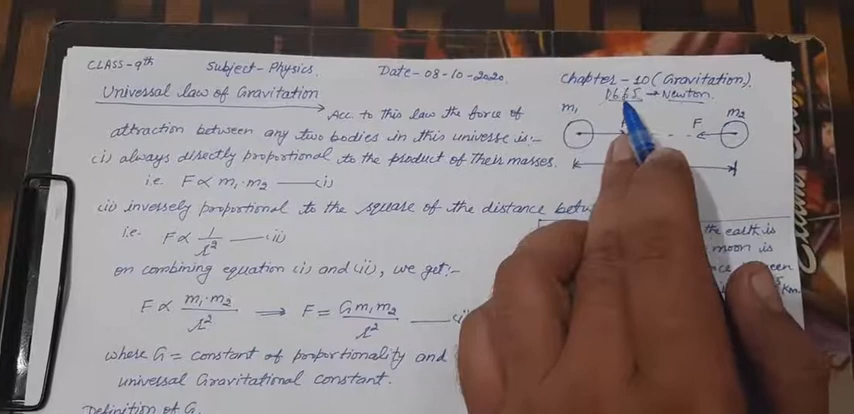 CLASS-9th Subject-Physics. Date-08-10-2020. Chapter-10(Gravitation).
Universal law of Gravitation 1665 → Newton.
Acc. to this law the force of m1 F m2
attraction between any two bodies in this universe is:-
(i) always directly proportional to the product of Their masses.
i.e. F ∝ m1.m2 —(i)
(ii) inversely proportional to the square of the distance
i.e. F ∝ 1/r² —(ii) the earth is
moon is
on combining equation (i) and (ii), we get:-
km.
F ∝ m1.m2/r² ⟹ F = Gm1m2/r²
where G = constant of proportionality and
universal Gravitational constant.
Definition of G.